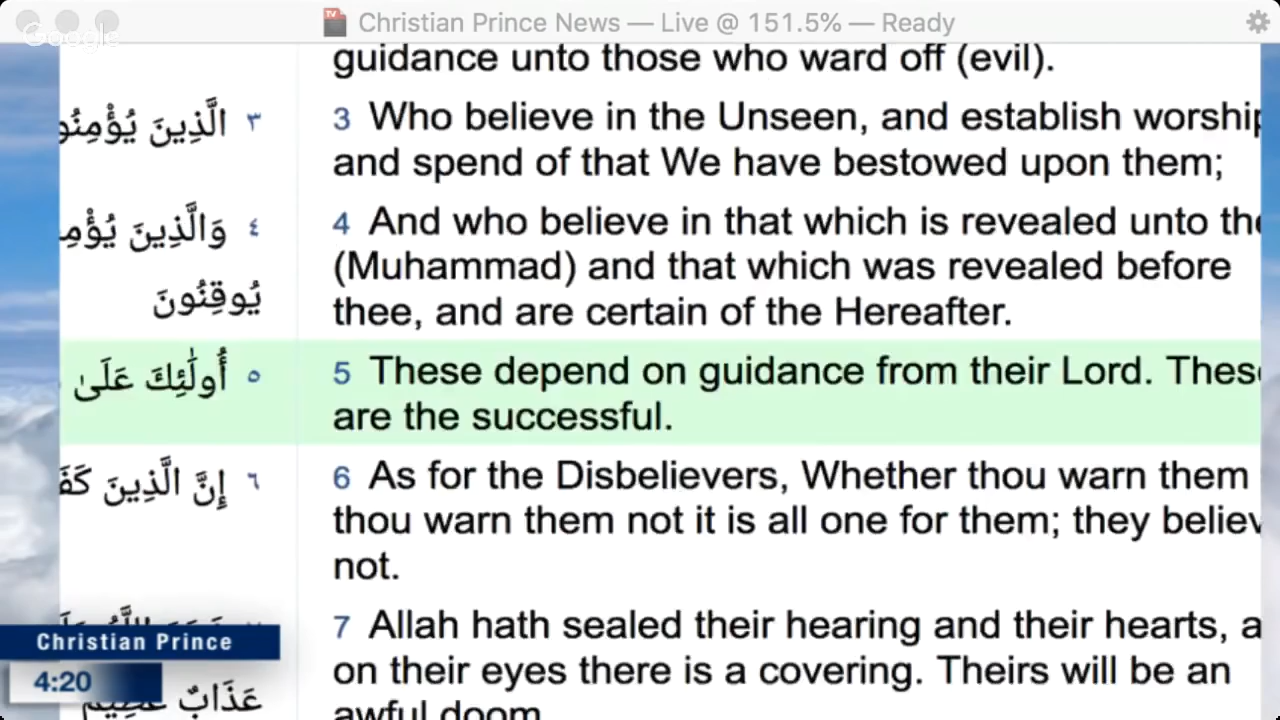 Christian Prince News — Live @ 151.5% — Ready
Google
guidance unto those who ward off (evil).
٣ الَّذِينَ
3 Who believe in the Unseen, and establish worship
and spend of that We have bestowed upon them;
٤ وَالَّذِينَ
يُوقِنُونَ
4 And who believe in that which is revealed unto
(Muhammad) and that which was revealed before
thee, and are certain of the Hereafter.
٥ أُولَٰئِكَ عَلَىٰ
5 These depend on guidance from their Lord. These
are the successful.
٦ إِنَّ الَّذِينَ
6 As for the Disbelievers, Whether thou warn them
thou warn them not it is all one for them; they
not.
7 Allah hath sealed their hearing and their hearts,
on their eyes there is a covering. Theirs will be an
awful doom
عَذَابٌ عَظِيمٌ
Christian Prince
4:20